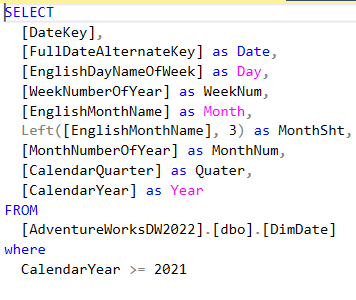 SELECT
[DateKey],
[FullDateAlternateKey] as Date,
[EnglishDayNameOfWeek] as Day,
[WeekNumberOfYear] as WeekNum,
[EnglishMonthName] as Month,
Left([EnglishMonthName], 3) as MonthSht,
[MonthNumberOfYear] as MonthNum,
[CalendarQuarter] as Quater,
[CalendarYear] as Year
FROM
[AdventureWorksDW2022].[dbo].[DimDate]
where
CalendarYear >= 2021